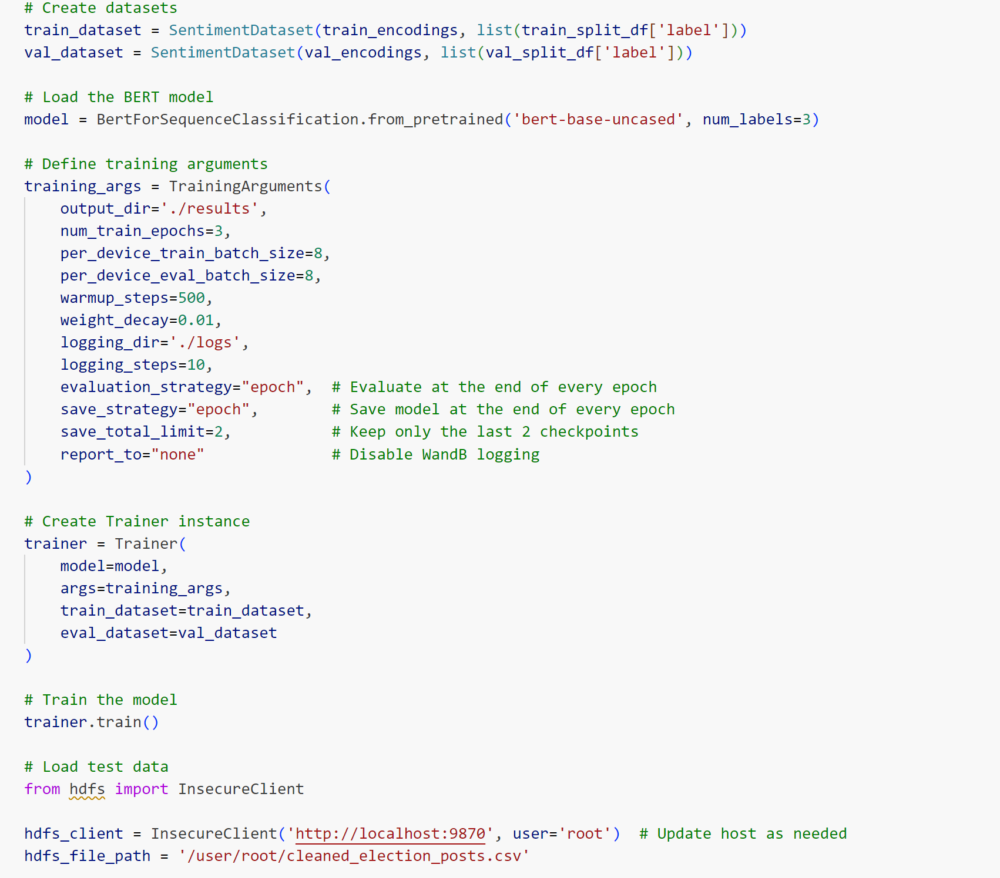 # Create datasets
train_dataset = SentimentDataset(train_encodings, list(train_split_df['label']))
val_dataset = SentimentDataset(val_encodings, list(val_split_df['label']))

# Load the BERT model
model = BertForSequenceClassification.from_pretrained('bert-base-uncased', num_labels=3)

# Define training arguments
training_args = TrainingArguments(
    output_dir='./results',
    num_train_epochs=3,
    per_device_train_batch_size=8,
    per_device_eval_batch_size=8,
    warmup_steps=500,
    weight_decay=0.01,
    logging_dir='./logs',
    logging_steps=10,
    evaluation_strategy="epoch",  # Evaluate at the end of every epoch
    save_strategy="epoch",        # Save model at the end of every epoch
    save_total_limit=2,           # Keep only the last 2 checkpoints
    report_to="none"              # Disable WandB logging
)

# Create Trainer instance
trainer = Trainer(
    model=model,
    args=training_args,
    train_dataset=train_dataset,
    eval_dataset=val_dataset
)

# Train the model
trainer.train()

# Load test data
from hdfs import InsecureClient

hdfs_client = InsecureClient('http://localhost:9870', user='root')  # Update host as needed
hdfs_file_path = '/user/root/cleaned_election_posts.csv'